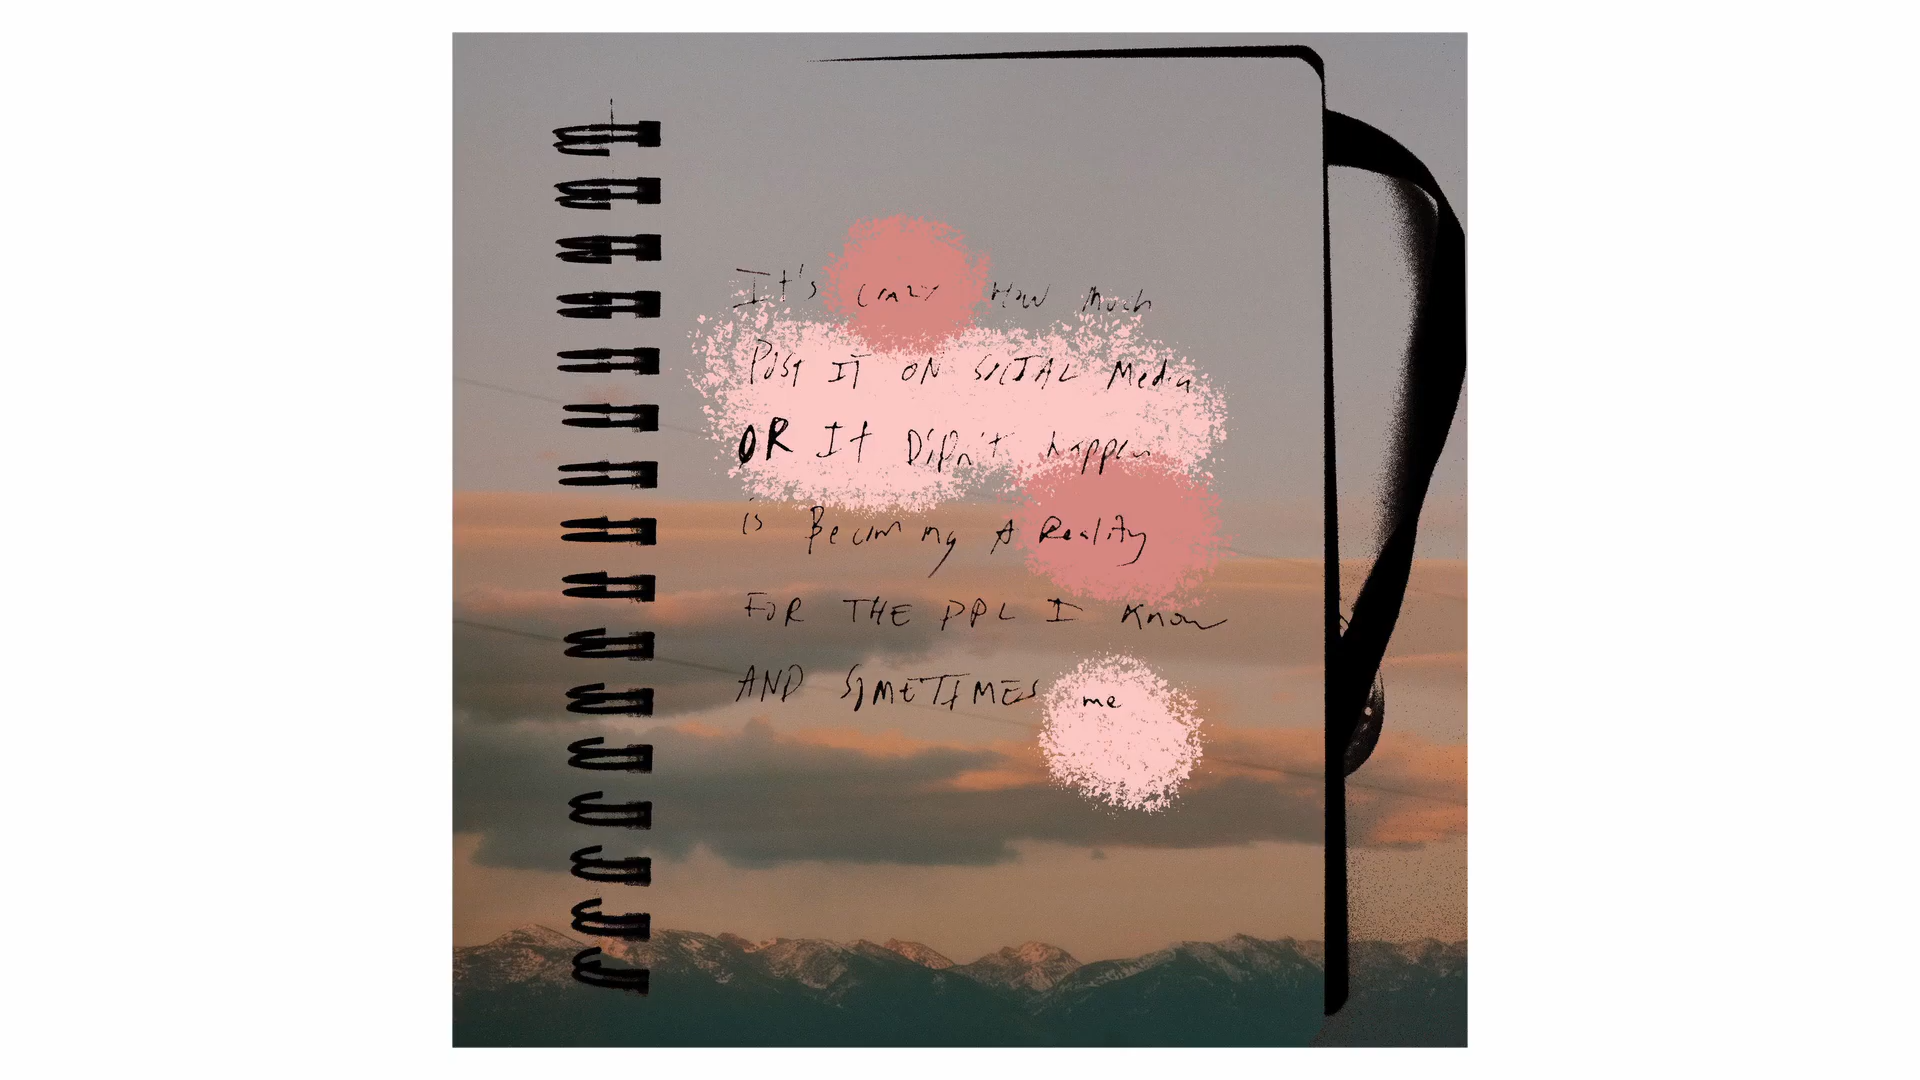 It's crazy How Much
Post IT ON SOCIAL Media
OR It DiDn't happen
is Becoming A Reality
FOR THE PPL I Know
AND SOMETIMES me